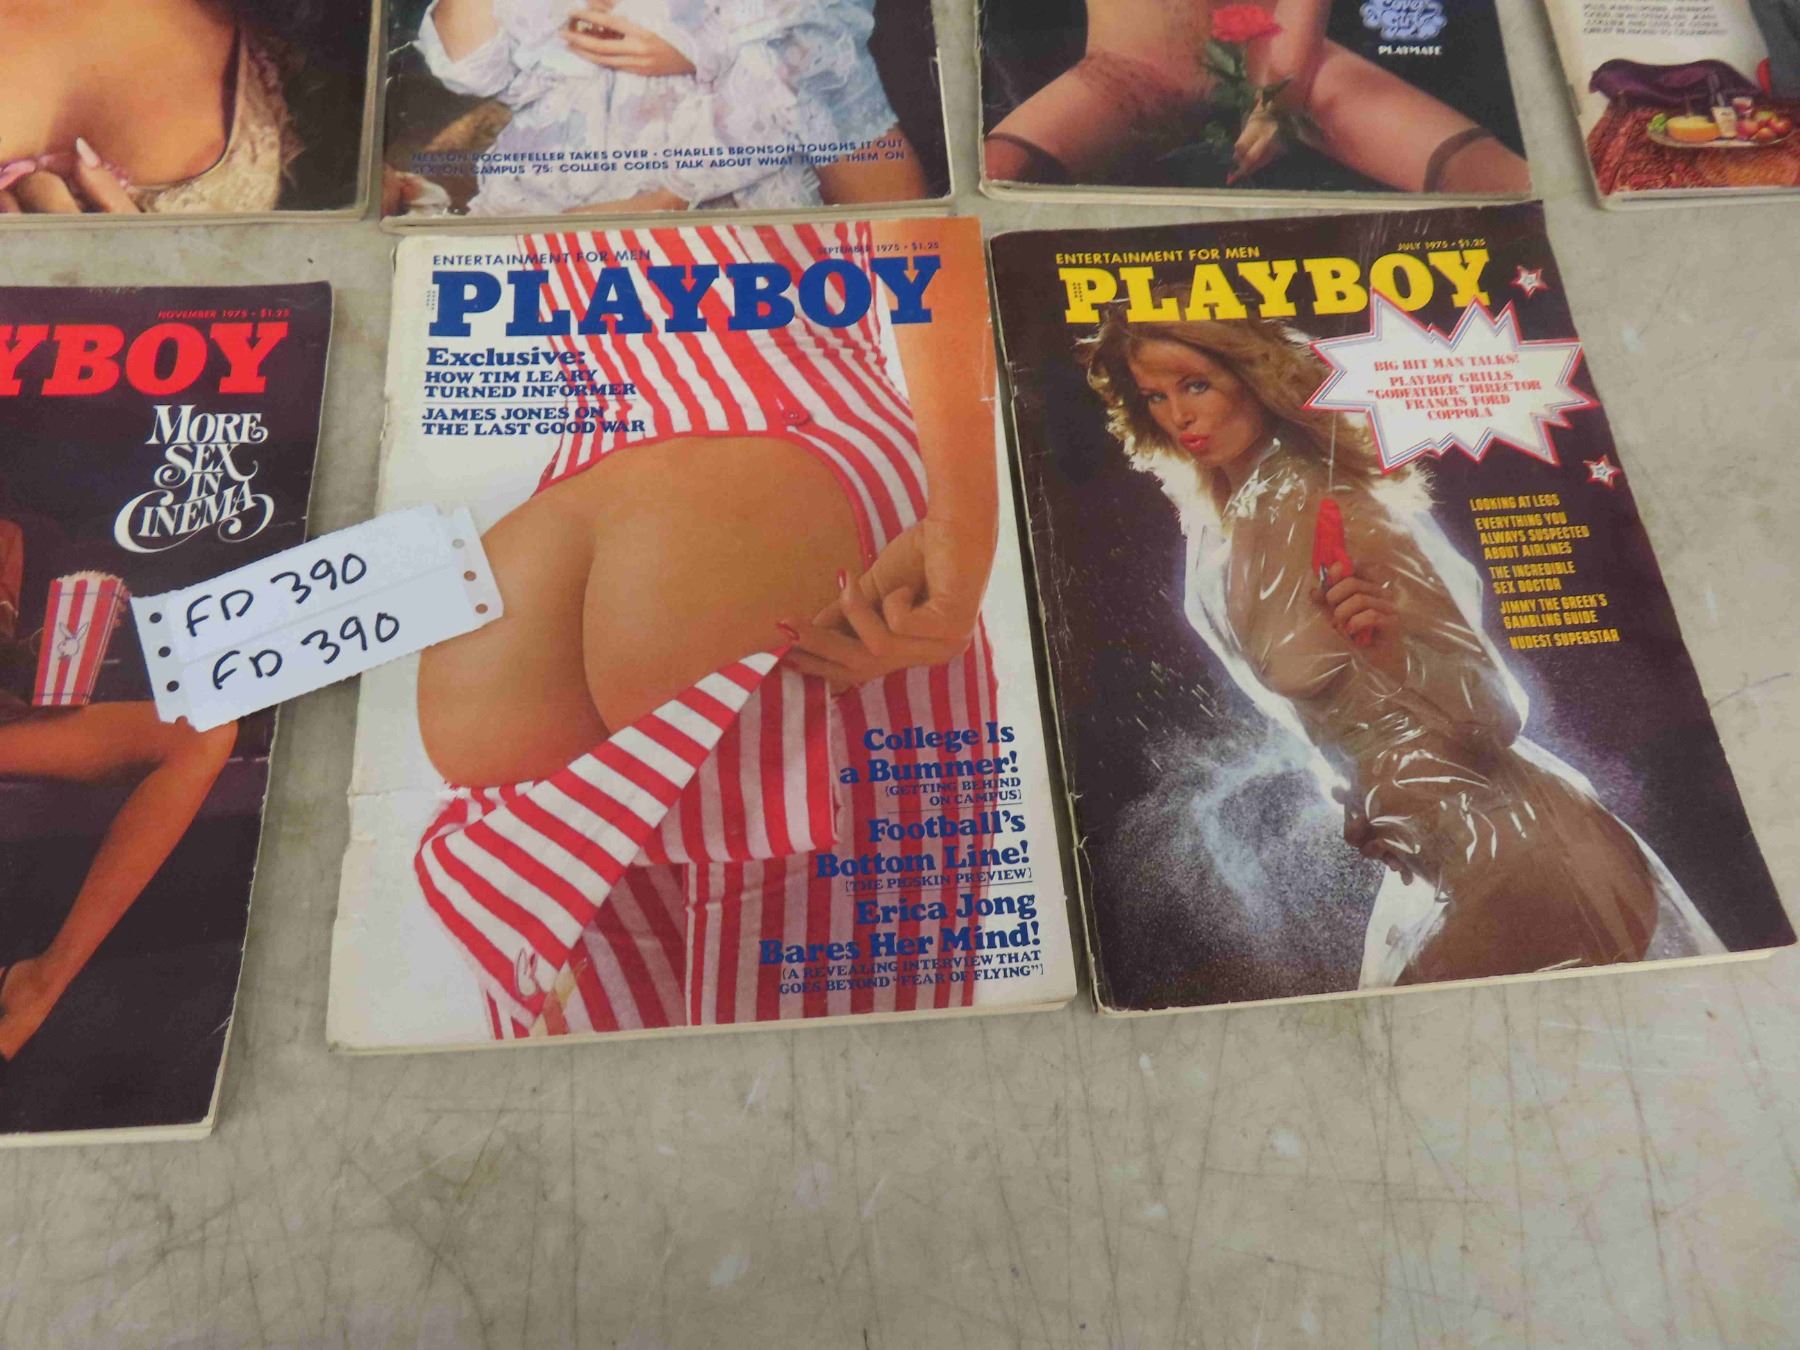 Cover
Girl
PLAYMATE
NELSON ROCKEFELLER TAKES OVER • CHARLES BRONSON TOUGHS IT OUT
SEX ON CAMPUS '75: COLLEGE COEDS TALK ABOUT WHAT TURNS THEM ON
NOVEMBER 1975 • $1.25
YBOY
MORE
SEX
IN
CINEMA
FD 390
FD 390
ENTERTAINMENT FOR MEN
SEPTEMBER 1975 • $1.25
PLAYBOY
Exclusive:
HOW TIM LEARY
TURNED INFORMER
JAMES JONES ON
THE LAST GOOD WAR
College Is
a Bummer!
(GETTING BEHIND
ON CAMPUS)
Football's
Bottom Line!
(THE PIGSKIN PREVIEW)
Erica Jong
Bares Her Mind!
(A REVEALING INTERVIEW THAT
GOES BEYOND "FEAR OF FLYING")
ENTERTAINMENT FOR MEN
JULY 1975 • $1.25
PLAYBOY
BIG HIT MAN TALKS!
PLAYBOY GRILLS
"GODFATHER" DIRECTOR
FRANCIS FORD
COPPOLA
LOOKING AT LEGS
EVERYTHING YOU
ALWAYS SUSPECTED
ABOUT AIRLINES
THE INCREDIBLE
SEX DOCTOR
JIMMY THE GREEK'S
GAMBLING GUIDE
NUDEST SUPERSTAR